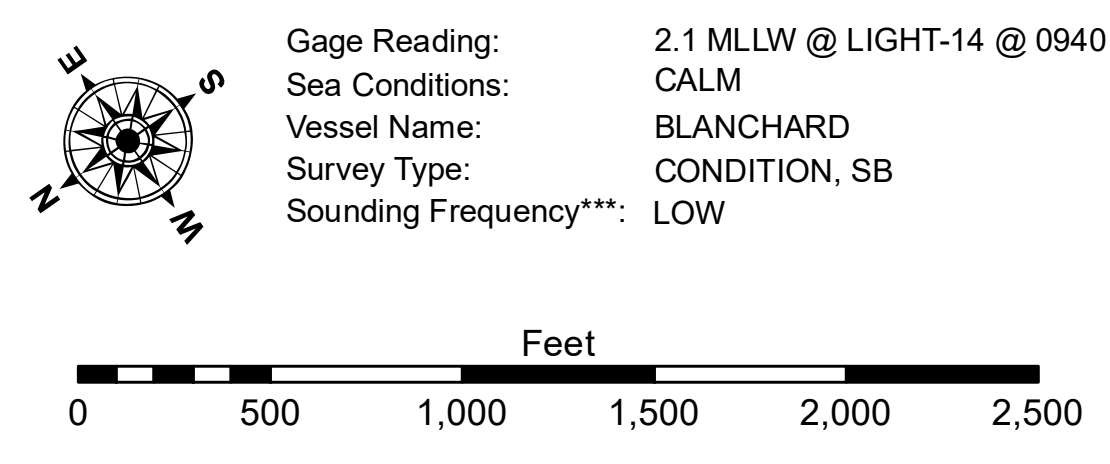 E
S
N
W
Gage Reading: 2.1 MLLW @ LIGHT-14 @ 0940
Sea Conditions: CALM
Vessel Name: BLANCHARD
Survey Type: CONDITION, SB
Sounding Frequency***: LOW
Feet
0 500 1,000 1,500 2,000 2,500